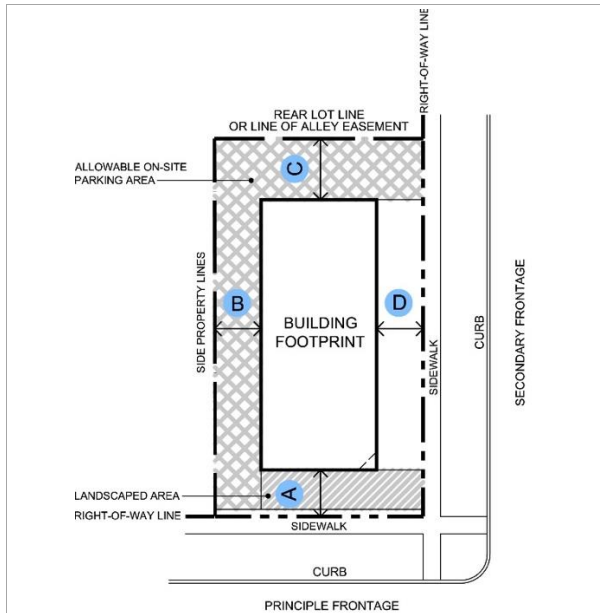 RIGHT-OF-WAY LINE
REAR LOT LINE
OR LINE OF ALLEY EASEMENT
ALLOWABLE ON-SITE
PARKING AREA
C
SIDE PROPERTY LINES
B
BUILDING
FOOTPRINT
D
SIDEWALK
CURB
SECONDARY FRONTAGE
LANDSCAPED AREA
A
RIGHT-OF-WAY LINE
SIDEWALK
CURB
PRINCIPLE FRONTAGE